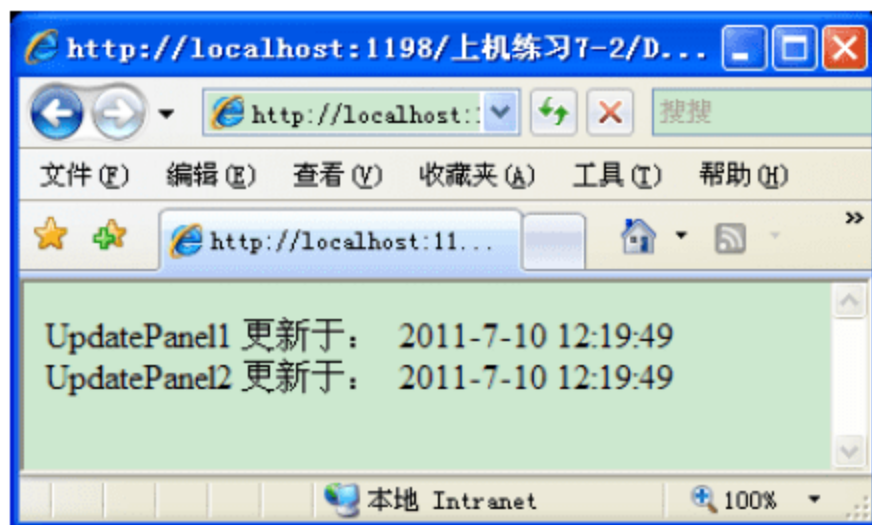 http://localhost:1198/上机练习7-2/D...
http://localhost:
搜搜
文件(F) 编辑(E) 查看(V) 收藏夹(A) 工具(T) 帮助(H)
http://localhost:11... »
UpdatePanel1 更新于： 2011-7-10 12:19:49
UpdatePanel2 更新于： 2011-7-10 12:19:49
本地 Intranet 100%